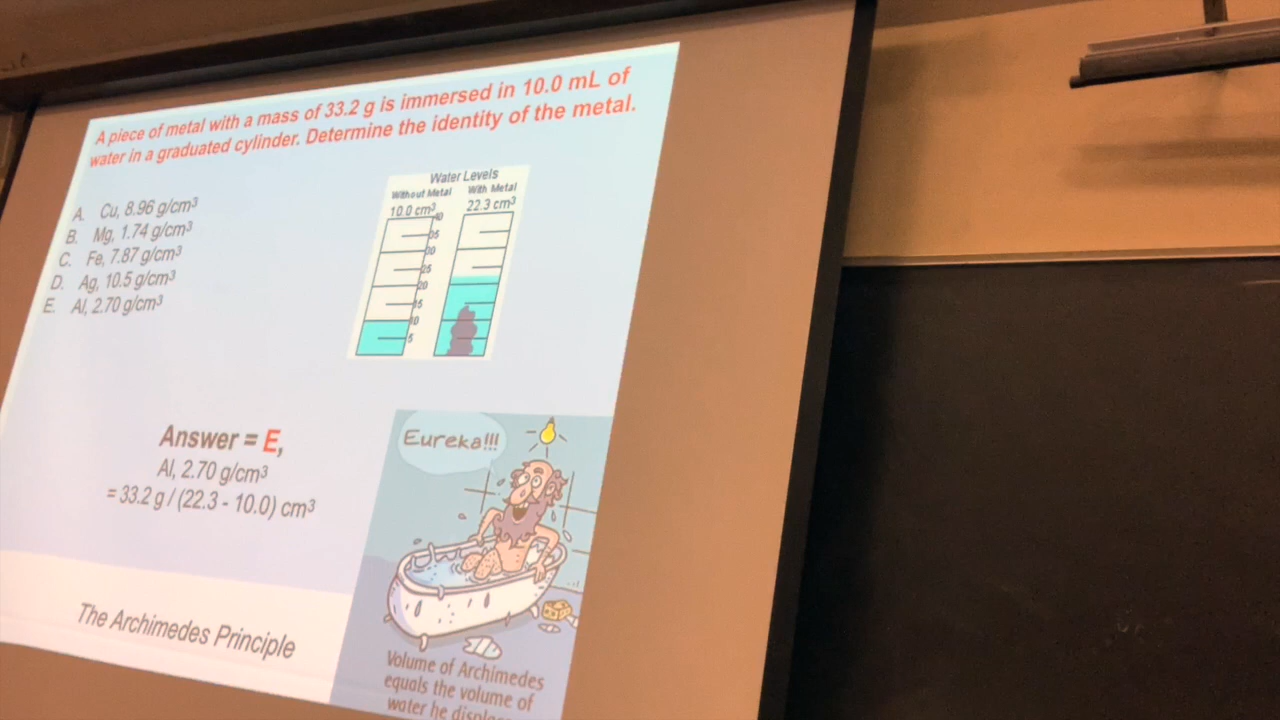 A piece of metal with a mass of 33.2 g is immersed in 10.0 mL of
water in a graduated cylinder. Determine the identity of the metal.
A. Cu, 8.96 g/cm³
B. Mg, 1.74 g/cm³
C. Fe, 7.87 g/cm³
D. Ag, 10.5 g/cm³
E. Al, 2.70 g/cm³
Water Levels
Without Metal With Metal
10.0 cm³ 22.3 cm³
40
35
30
25
20
15
10
5
Answer = E,
Al, 2.70 g/cm³
= 33.2 g / (22.3 - 10.0) cm³
Eureka!!!
The Archimedes Principle
Volume of Archimedes
equals the volume of
water he